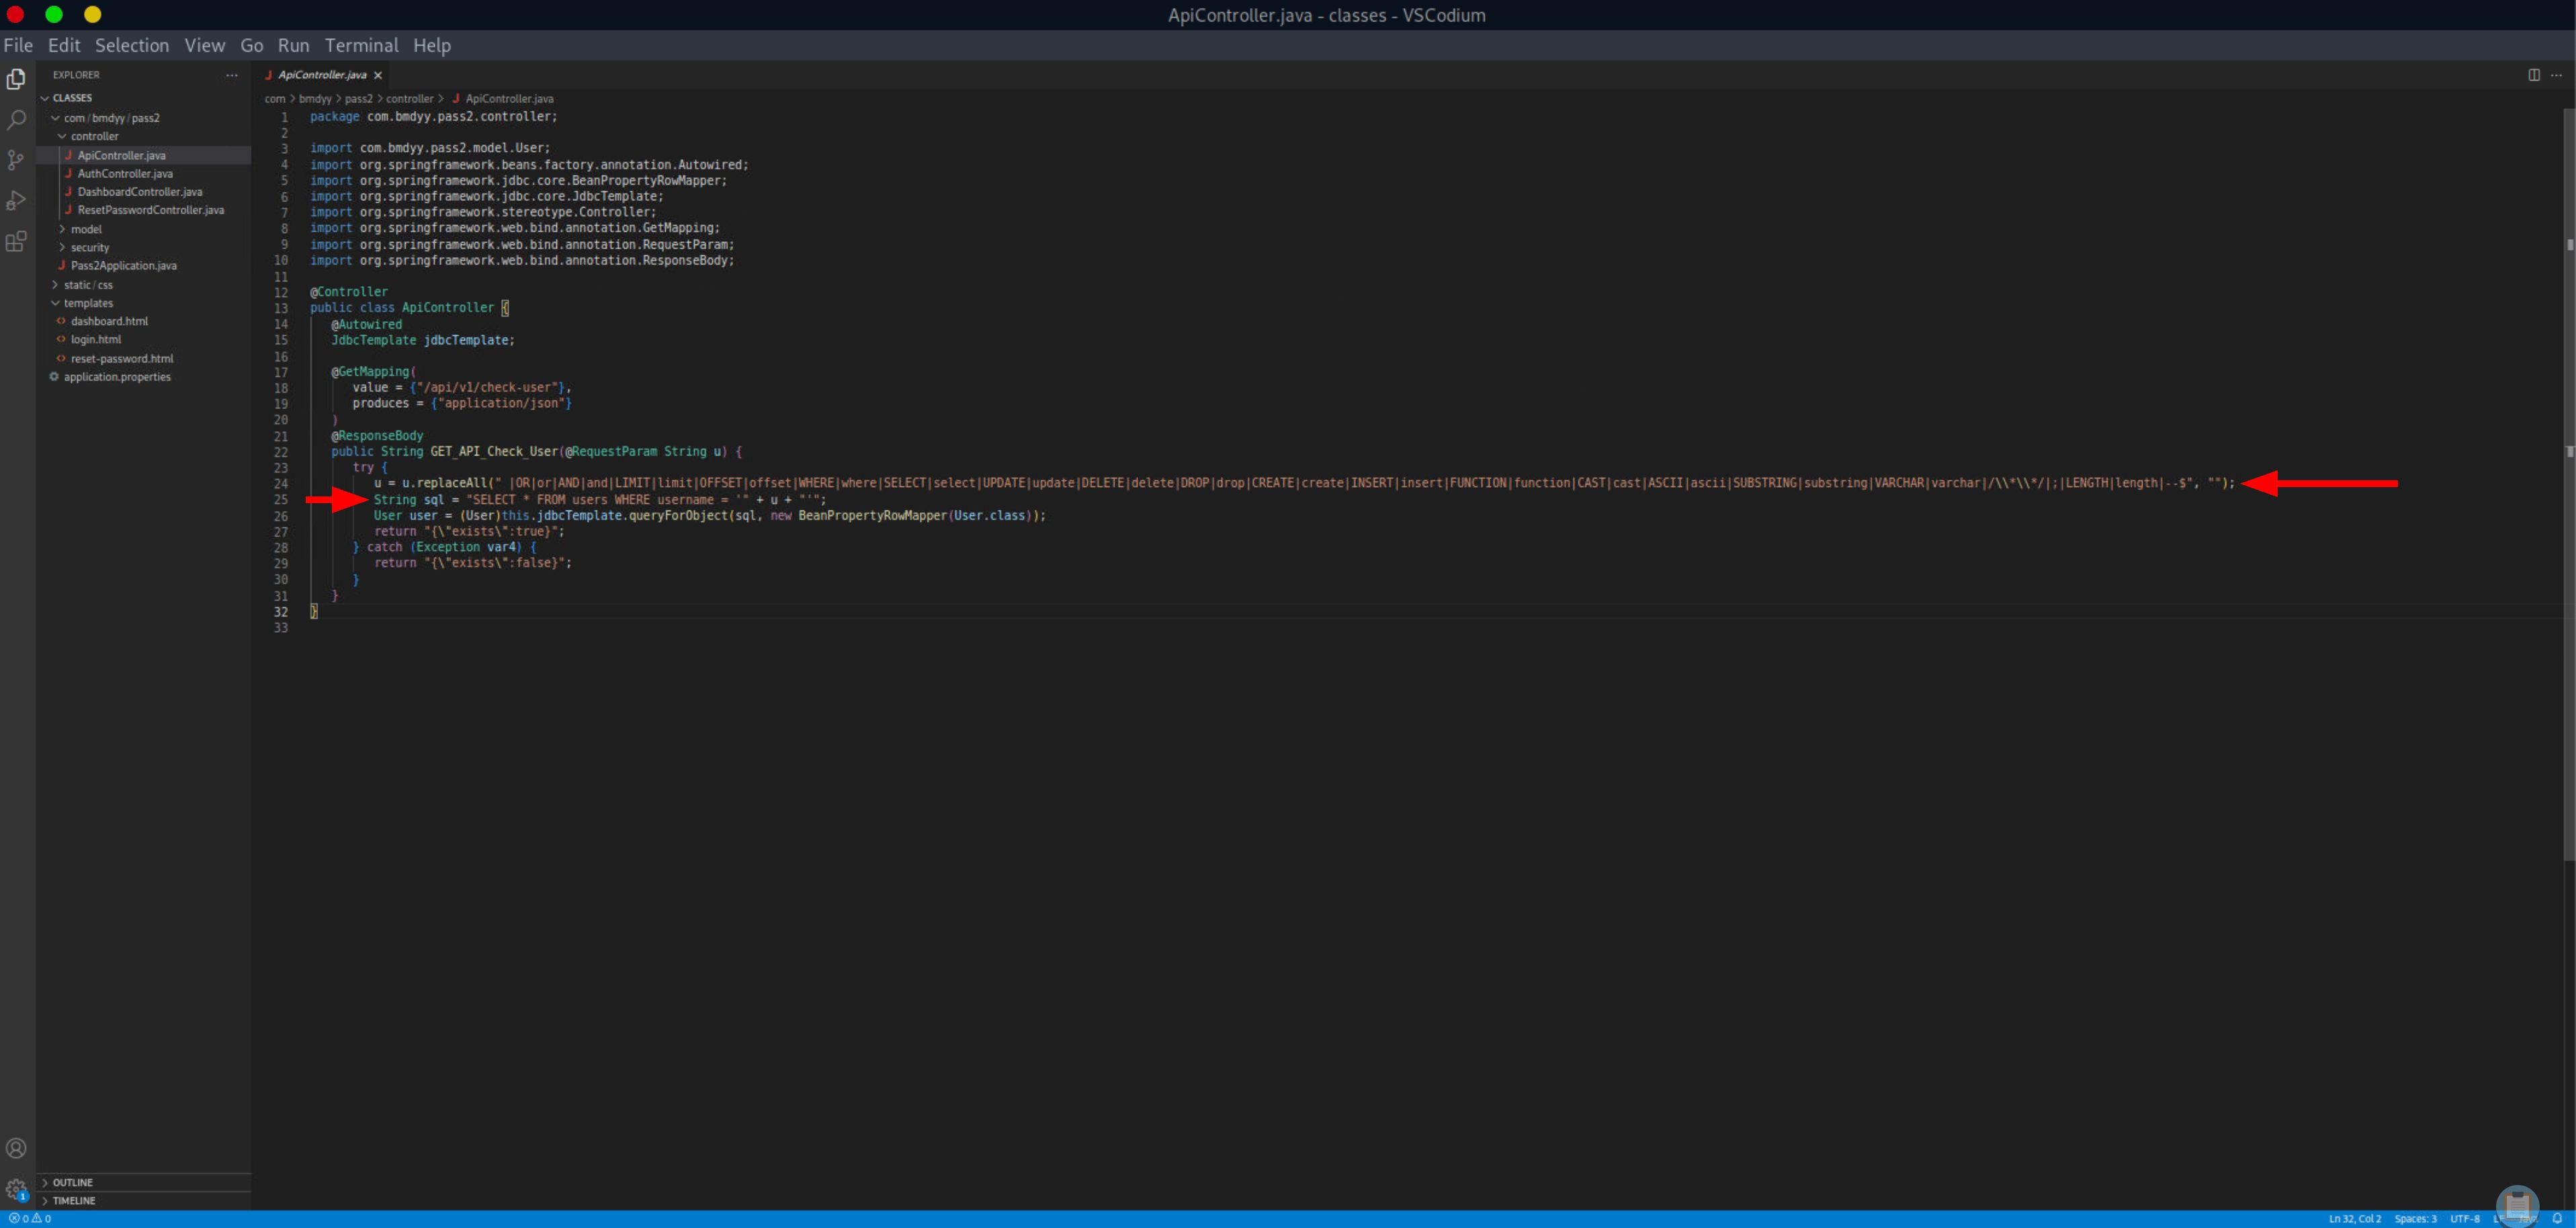 ApiController.java - classes - VSCodium
File Edit Selection View Go Run Terminal Help
EXPLORER
CLASSES
com / bmdyy / pass2
controller
ApiController.java
AuthController.java
DashboardController.java
ResetPasswordController.java
model
security
Pass2Application.java
static / css
templates
dashboard.html
login.html
reset-password.html
application.properties
OUTLINE
TIMELINE
ApiController.java
com > bmdyy > pass2 > controller > ApiController.java
1 package com.bmdyy.pass2.controller;
2
3 import com.bmdyy.pass2.model.User;
4 import org.springframework.beans.factory.annotation.Autowired;
5 import org.springframework.jdbc.core.BeanPropertyRowMapper;
6 import org.springframework.jdbc.core.JdbcTemplate;
7 import org.springframework.stereotype.Controller;
8 import org.springframework.web.bind.annotation.GetMapping;
9 import org.springframework.web.bind.annotation.RequestParam;
10 import org.springframework.web.bind.annotation.ResponseBody;
11
12 @Controller
13 public class ApiController {
14 @Autowired
15 JdbcTemplate jdbcTemplate;
16
17 @GetMapping(
18 value = {"/api/v1/check-user"},
19 produces = {"application/json"}
20 )
21 @ResponseBody
22 public String GET_API_Check_User(@RequestParam String u) {
23 try {
24 u = u.replaceAll(" |OR|or|AND|and|LIMIT|limit|OFFSET|offset|WHERE|where|SELECT|select|UPDATE|update|DELETE|delete|DROP|drop|CREATE|create|INSERT|insert|FUNCTION|function|CAST|cast|ASCII|ascii|SUBSTRING|substring|VARCHAR|varchar|/\\*\\*/|;|LENGTH|length|--$", "");
25 String sql = "SELECT * FROM users WHERE username = '" + u + "'";
26 User user = (User)this.jdbcTemplate.queryForObject(sql, new BeanPropertyRowMapper(User.class));
27 return "{\"exists\":true}";
28 } catch (Exception var4) {
29 return "{\"exists\":false}";
30 }
31 }
32 }
33
1
0 0
Ln 32, Col 2 Spaces: 3 UTF-8